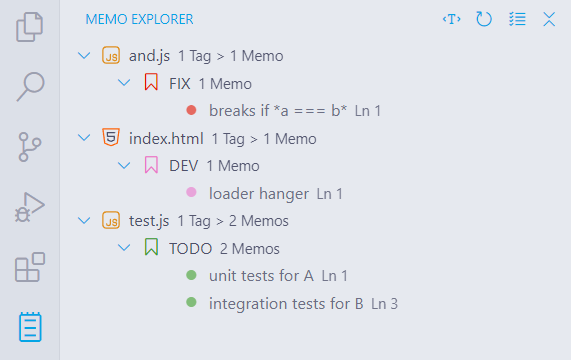 MEMO EXPLORER <T>
JS and.js 1 Tag > 1 Memo
FIX 1 Memo
breaks if *a === b* Ln 1
5 index.html 1 Tag > 1 Memo
DEV 1 Memo
loader hanger Ln 1
JS test.js 1 Tag > 2 Memos
TODO 2 Memos
unit tests for A Ln 1
integration tests for B Ln 3